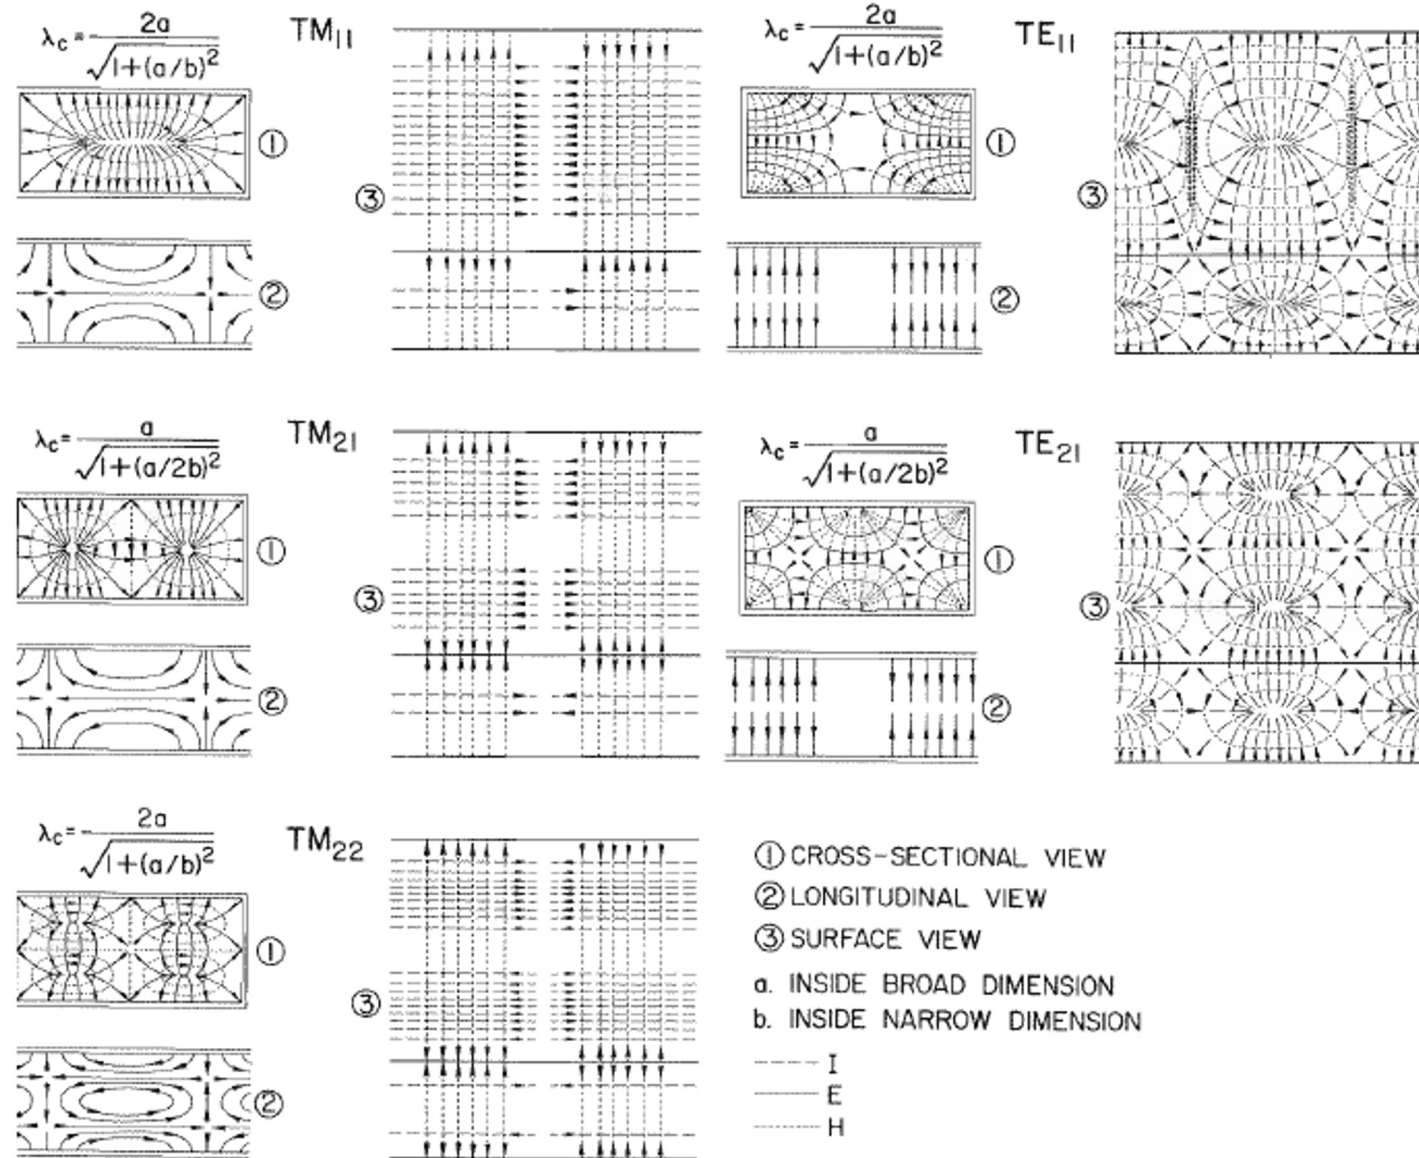 λc= 2a / √1+(a/b)²
TM₁₁
①
②
③
λc= 2a / √1+(a/b)²
TE₁₁
①
②
③
λc= a / √1+(a/2b)²
TM₂₁
①
②
③
λc= a / √1+(a/2b)²
TE₂₁
①
②
③
λc= 2a / √1+(a/b)²
TM₂₂
①
②
③
① CROSS-SECTIONAL VIEW
② LONGITUDINAL VIEW
③ SURFACE VIEW
a. INSIDE BROAD DIMENSION
b. INSIDE NARROW DIMENSION
I
E
H